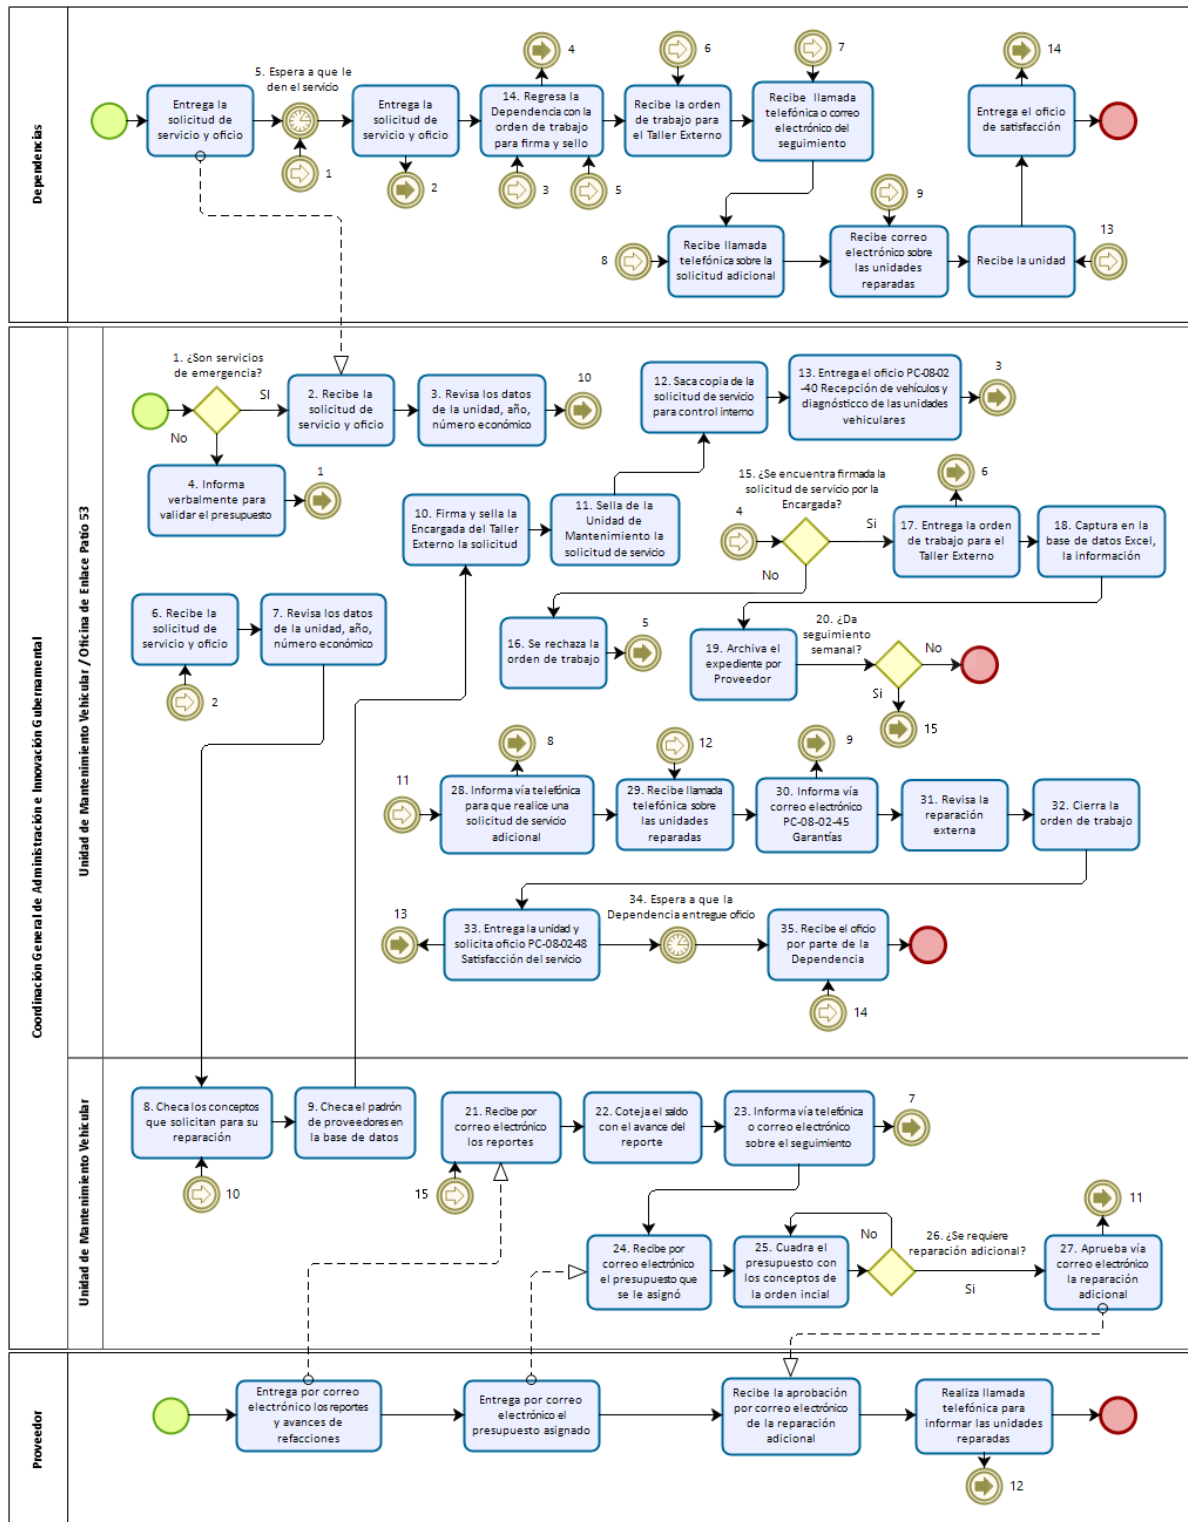 Dependencias
Entrega la
solicitud de
servicio y oficio
5. Espera a que le
den el servicio
1
Entrega la
solicitud de
servicio y oficio
2
4
14. Regresa la
Dependencia con la
orden de trabajo
para firma y sello
3
5
6
Recibe la orden
de trabajo para
el Taller Externo
7
Recibe llamada
telefónica o correo
electrónico del
seguimiento
8
Recibe llamada
telefónica sobre la
solicitud adicional
9
Recibe correo
electrónico sobre
las unidades
reparadas
Recibe la unidad
13
14
Entrega el oficio
de satisfacción
Coordinación General de Administración e Innovación Gubernamental
Unidad de Mantenimiento Vehicular / Oficina de Enlace Patio 53
1. ¿Son servicios
de emergencia?
SI
No
2. Recibe la
solicitud de
servicio y oficio
3. Revisa los datos
de la unidad, año,
número económico
10
4. Informa
verbalmente para
validar el presupuesto
1
6. Recibe la
solicitud de
servicio y oficio
2
7. Revisa los datos
de la unidad, año,
número económico
10. Firma y sella la
Encargada del Taller
Externo la solicitud
11. Sella de la
Unidad de
Mantenimiento la
solicitud de servicio
12. Saca copia de la
solicitud de servicio
para control interno
13. Entrega el oficio PC-08-02
-40 Recepción de vehículos y
diagnósticco de las unidades
vehiculares
3
15. ¿Se encuentra firmada la
solicitud de servicio por la
Encargada?
4
Si
No
16. Se rechaza la
orden de trabajo
5
6
17. Entrega la orden
de trabajo para el
Taller Externo
18. Captura en la
base de datos Excel,
la información
19. Archiva el
expediente por
Proveedor
20. ¿Da
seguimiento
semanal?
No
Si
15
11
28. Informa vía telefónica
para que realice una
solicitud de servicio
adicional
8
12
29. Recibe llamada
telefónica sobre
las unidades
reparadas
9
30. Informa vía
correo electrónico
PC-08-02-45
Garantías
31. Revisa la
reparación
externa
32. Cierra la
orden de trabajo
13
33. Entrega la unidad y
solicita oficio PC-08-02-48
Satisfacción del servicio
34. Espera a que la
Dependencia entregue oficio
35. Recibe el oficio
por parte de la
Dependencia
14
Unidad de Mantenimiento Vehicular
8. Checa los conceptos
que solicitan para su
reparación
10
9. Checa el padrón
de proveedores en
la base de datos
21. Recibe por
correo electrónico
los reportes
15
22. Coteja el saldo
con el avance del
reporte
23. Informa vía telefónica
o correo electrónico
sobre el seguimiento
7
24. Recibe por
correo electrónico
el presupuesto que
se le asignó
25. Cuadra el
presupuesto con
los conceptos de
la orden incial
No
26. ¿Se requiere
reparación adicional?
Si
11
27. Aprueba vía
correo electrónico
la reparación
adicional
Proveedor
Entrega por correo
electrónico los reportes
y avances de
refacciones
Entrega por correo
electrónico el
presupuesto asignado
Recibe la aprobación
por correo electrónico
de la reparación
adicional
Realiza llamada
telefónica para
informar las unidades
reparadas
12